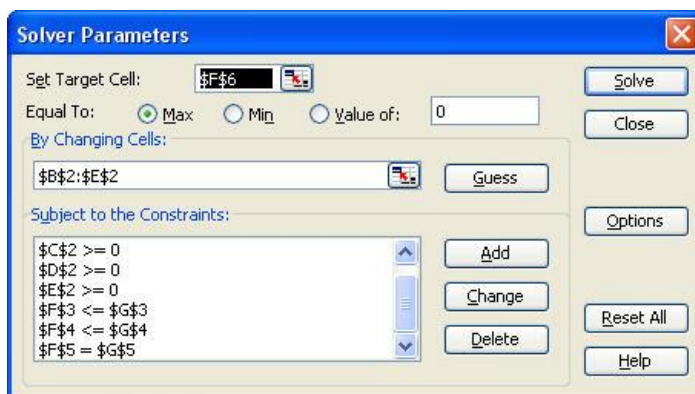 Solver Parameters
Set Target Cell: $F$6 Solve
Equal To: Max Min Value of: 0 Close
By Changing Cells:
$B$2:$E$2 Guess
Subject to the Constraints: Options
$C$2 >= 0 Add
$D$2 >= 0
$E$2 >= 0 Change
$F$3 <= $G$3 Reset All
$F$4 <= $G$4 Delete
$F$5 = $G$5 Help